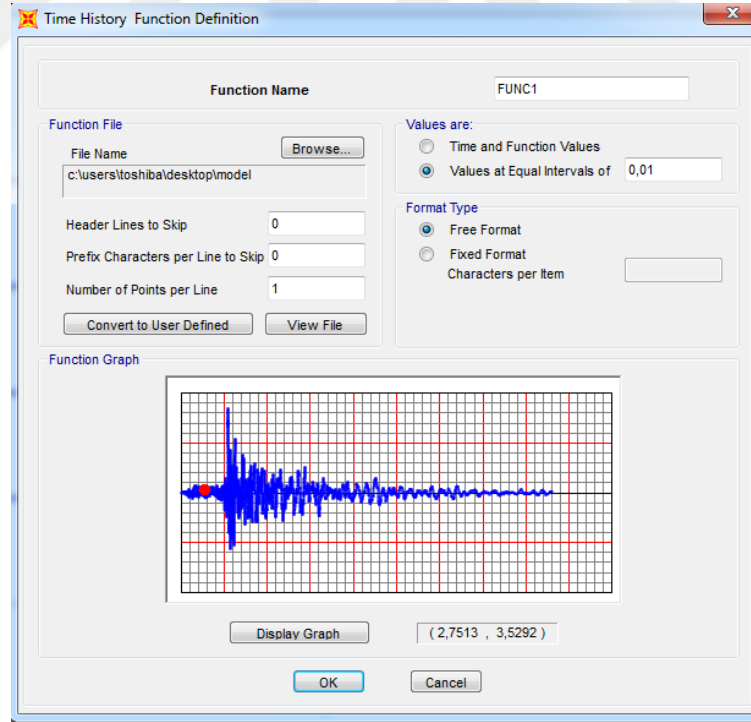 Time History Function Definition
Function Name
FUNC1
Function File
File Name
Browse...
c:\users\toshiba\desktop\model
Header Lines to Skip
0
Prefix Characters per Line to Skip
0
Number of Points per Line
1
Convert to User Defined
View File
Values are:
Time and Function Values
Values at Equal Intervals of
0,01
Format Type
Free Format
Fixed Format
Characters per Item
Function Graph
Display Graph
( 2,7513 , 3,5292 )
OK
Cancel